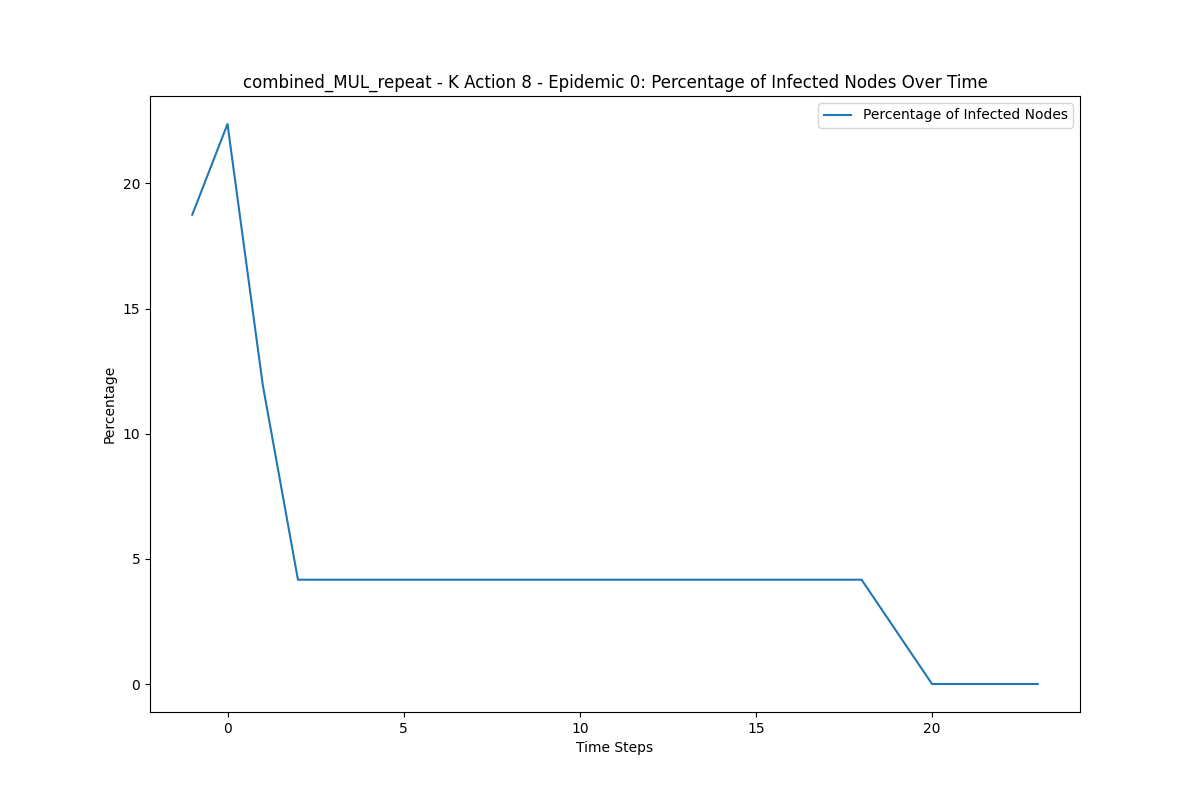 combined_MUL_repeat - K Action 8 - Epidemic 0: Percentage of Infected Nodes Over Time
Percentage of Infected Nodes
Percentage
20
15
10
5
0
0 5 10 15 20
Time Steps